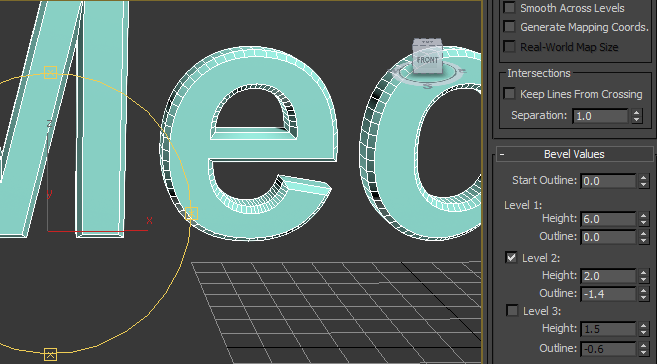 Med
FRONT
S
x
Smooth Across Levels
Generate Mapping Coords.
Real-World Map Size
Intersections
Keep Lines From Crossing
Separation: 1.0
- Bevel Values
Start Outline: 0.0
Level 1:
Height: 6.0
Outline: 0.0
Level 2:
Height: 2.0
Outline: -1.4
Level 3:
Height: 1.5
Outline: -0.6